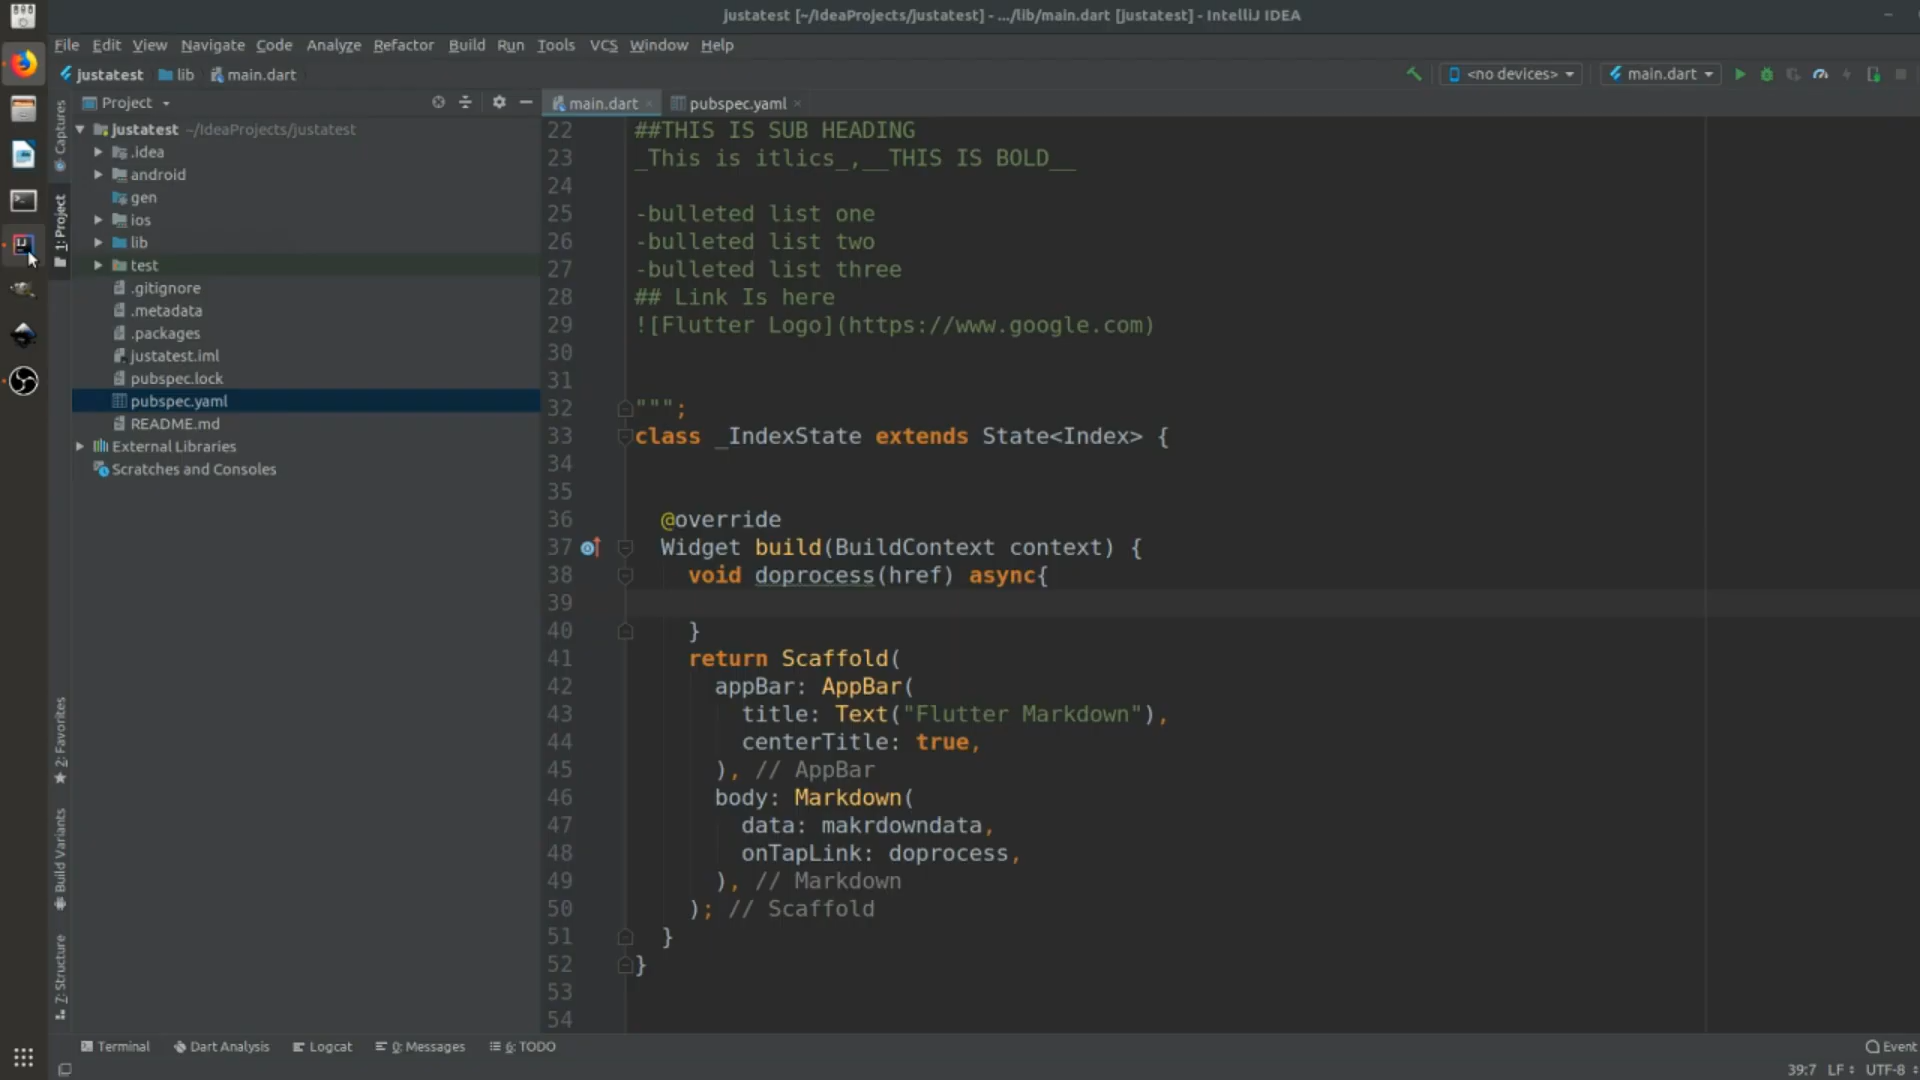 justatest [~/IdeaProjects/justatest] - .../lib/main.dart [justatest] - IntelliJ IDEA
File Edit View Navigate Code Analyze Refactor Build Run Tools VCS Window Help
justatest lib main.dart <no devices> main.dart
Project main.dart pubspec.yaml
Captures
1: Project
2: Favorites
Build Variants
7: Structure
justatest ~/IdeaProjects/justatest
.idea
android
gen
ios
lib
test
.gitignore
.metadata
.packages
justatest.iml
pubspec.lock
pubspec.yaml
README.md
External Libraries
Scratches and Consoles
22 ##THIS IS SUB HEADING
23 _This is itlics_,__THIS IS BOLD__
24
25 -bulleted list one
26 -bulleted list two
27 -bulleted list three
28 ## Link Is here
29 ![Flutter Logo](https://www.google.com)
30
31
32 """;
33 class _IndexState extends State<Index> {
34
35
36 @override
37 Widget build(BuildContext context) {
38 void doprocess(href) async{
39
40 }
41 return Scaffold(
42 appBar: AppBar(
43 title: Text("Flutter Markdown"),
44 centerTitle: true,
45 ), // AppBar
46 body: Markdown(
47 data: makrdowndata,
48 onTapLink: doprocess,
49 ), // Markdown
50 ); // Scaffold
51 }
52 }
53
54
Terminal Dart Analysis Logcat 0: Messages 6: TODO Event
39:7 LF UTF-8